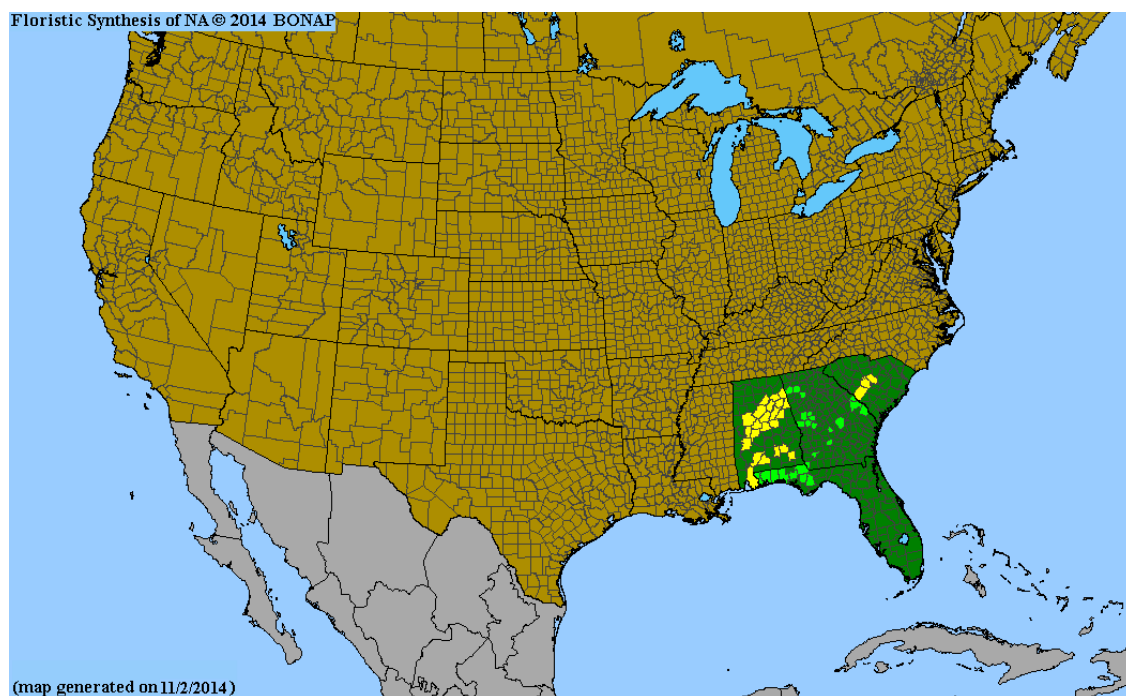 Floristic Synthesis of NA © 2014 BONAP
(map generated on 11/2/2014)